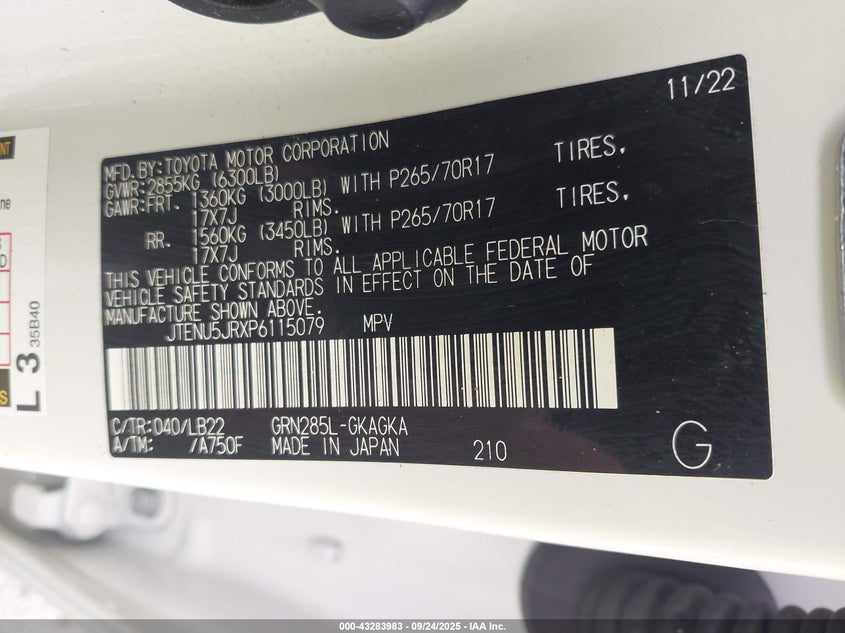 11/22
MFD. BY: TOYOTA MOTOR CORPORATION
GVWR: 2855KG (6300LB)
GAWR: FRT. 1360KG (3000LB) WITH P265/70R17 TIRES,
17X7J RIMS.
RR. 1560KG (3450LB) WITH P265/70R17 TIRES,
17X7J RIMS.
THIS VEHICLE CONFORMS TO ALL APPLICABLE FEDERAL MOTOR
VEHICLE SAFETY STANDARDS IN EFFECT ON THE DATE OF
MANUFACTURE SHOWN ABOVE.
JTENU5JRXP6115079 MPV
C/TR: 040/LB22 GRN285L-GKAGKA
A/TM: /A750F MADE IN JAPAN 210
G
L 3 35B40
000-43283983 - 09/24/2025 - IAA Inc.